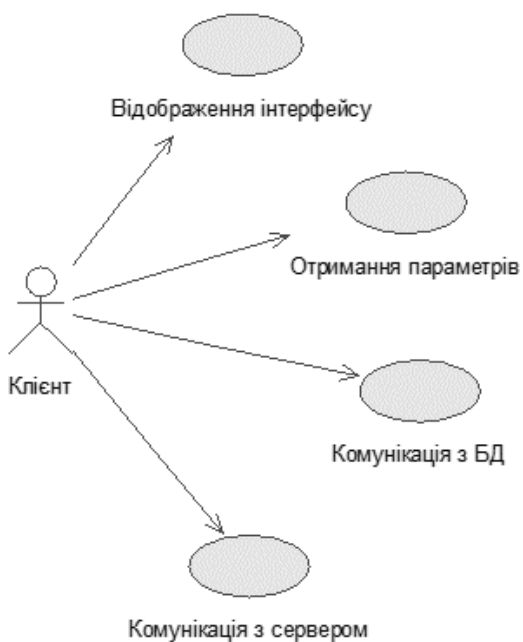 Відображення інтерфейсу
Отримання параметрів
Клієнт
Комунікація з БД
Комунікація з сервером